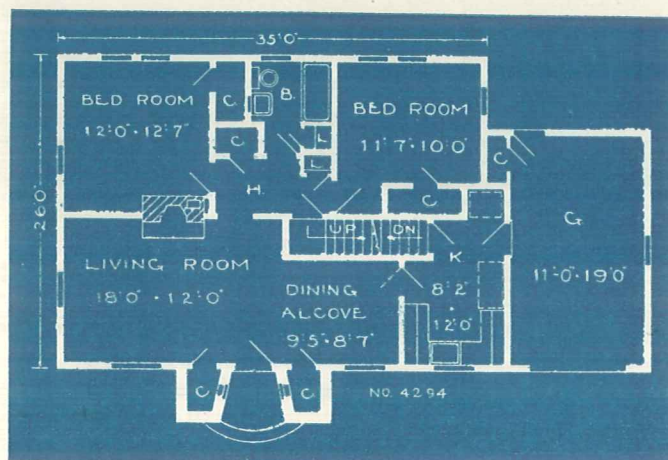 35'0"
26'0"
BED ROOM
12'-0" • 12'-7"
C.
B.
BED ROOM
11'-7" • 10'-0"
C.
L.
L.
H.
C
C
UP
DN
K
8'-2"
•
12'-0"
G
11'-0" • 19'-0"
LIVING ROOM
18'-0" • 12'-0"
DINING
ALCOVE
9'-5" • 8'-7"
C
C
NO. 4294